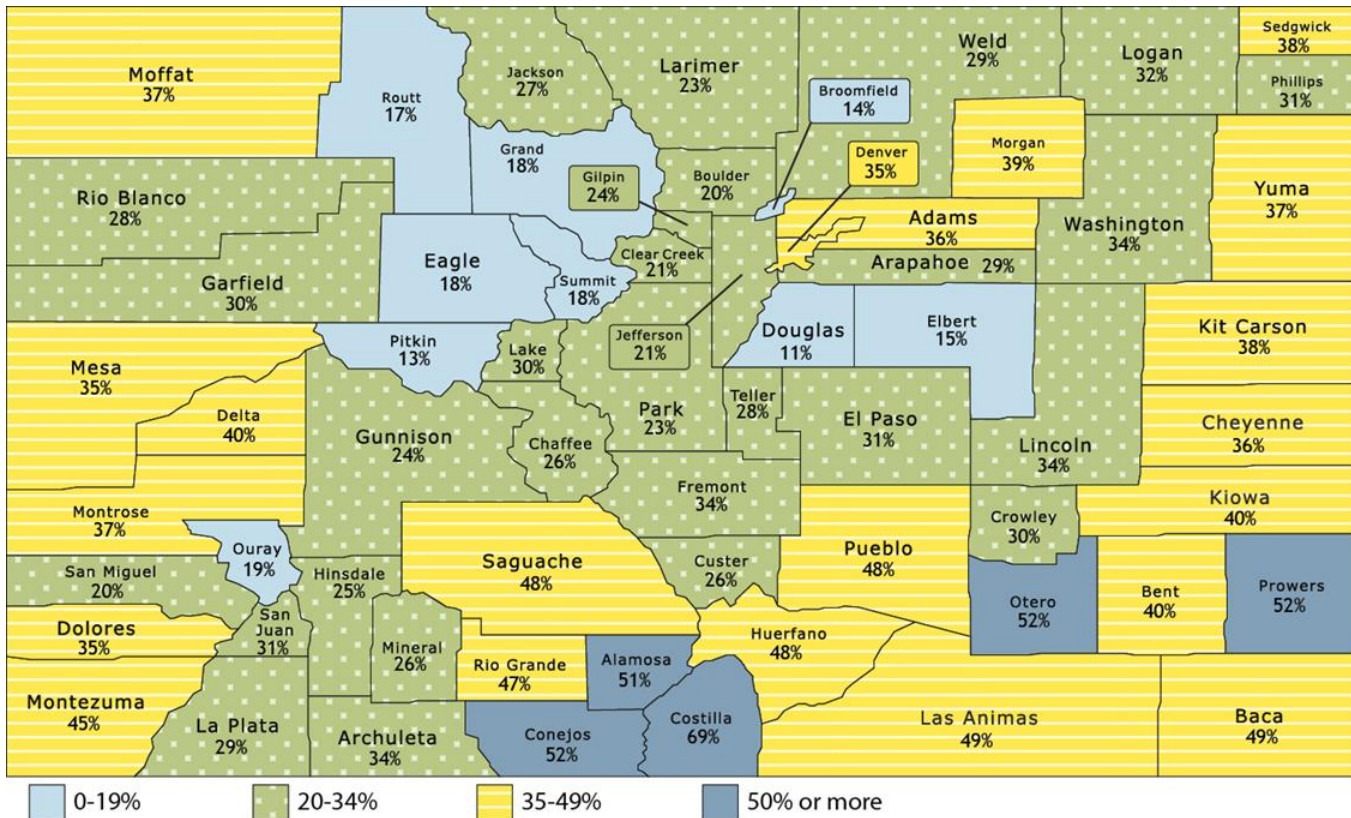 Moffat
37%
Routt
17%
Jackson
27%
Larimer
23%
Weld
29%
Logan
32%
Sedgwick
38%
Phillips
31%
Broomfield
14%
Grand
18%
Gilpin
24%
Boulder
20%
Denver
35%
Morgan
39%
Yuma
37%
Rio Blanco
28%
Garfield
30%
Eagle
18%
Summit
18%
Clear Creek
21%
Adams
36%
Arapahoe 29%
Washington
34%
Mesa
35%
Pitkin
13%
Lake
30%
Jefferson
21%
Douglas
11%
Elbert
15%
Kit Carson
38%
Delta
40%
Gunnison
24%
Chaffee
26%
Park
23%
Teller
28%
El Paso
31%
Lincoln
34%
Cheyenne
36%
Montrose
37%
Fremont
34%
Crowley
30%
Kiowa
40%
Ouray
19%
San Miguel
20%
Hinsdale
25%
Saguache
48%
Custer
26%
Pueblo
48%
Otero
52%
Bent
40%
Prowers
52%
Dolores
35%
San
Juan
31%
Mineral
26%
Rio Grande
47%
Alamosa
51%
Huerfano
48%
Montezuma
45%
La Plata
29%
Archuleta
34%
Conejos
52%
Costilla
69%
Las Animas
49%
Baca
49%
0-19%
20-34%
35-49%
50% or more